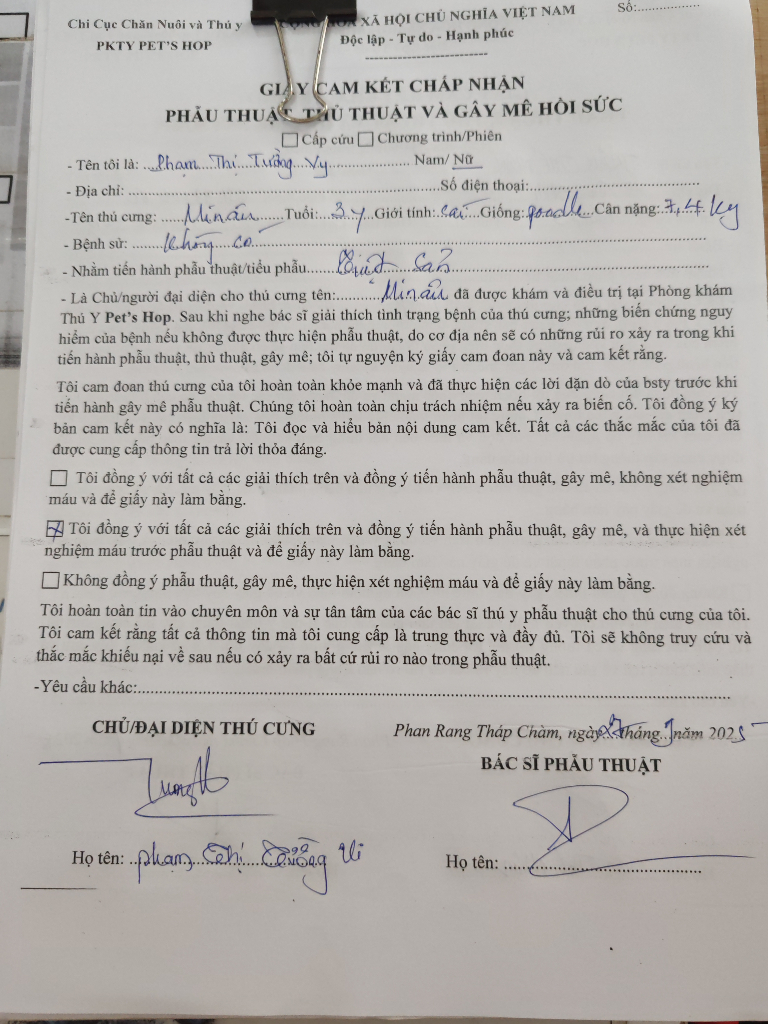 Chi Cục Chăn Nuôi và Thú y
PKTY PET'S HOP
CỘNG HÒA XÃ HỘI CHỦ NGHĨA VIỆT NAM
Độc lập - Tự do - Hạnh phúc
Số:...............
GIẤY CAM KẾT CHẤP NHẬN
PHẪU THUẬT, THỦ THUẬT VÀ GÂY MÊ HỒI SỨC
☐ Cấp cứu ☐ Chương trình/Phiên
- Tên tôi là: Phạm Thị Tường Vy Nam/ Nữ
- Địa chỉ: Số điện thoại:
-Tên thú cưng: Minấu Tuổi: 3y Giới tính: cái Giống: poodle Cân nặng: 7,4 kg
- Bệnh sử: không có
- Nhằm tiến hành phẫu thuật/tiểu phẫu sản
- Là Chủ/người đại diện cho thú cưng tên: Minấu đã được khám và điều trị tại Phòng khám
Thú Y Pet's Hop. Sau khi nghe bác sĩ giải thích tình trạng bệnh của thú cưng; những biến chứng nguy
hiểm của bệnh nếu không được thực hiện phẫu thuật, do cơ địa nên sẽ có những rủi ro xảy ra trong khi
tiến hành phẫu thuật, thủ thuật, gây mê; tôi tự nguyện ký giấy cam đoan này và cam kết rằng.
Tôi cam đoan thú cưng của tôi hoàn toàn khỏe mạnh và đã thực hiện các lời dặn dò của bsty trước khi
tiến hành gây mê phẫu thuật. Chúng tôi hoàn toàn chịu trách nhiệm nếu xảy ra biến cố. Tôi đồng ý ký
bản cam kết này có nghĩa là: Tôi đọc và hiểu bản nội dung cam kết. Tất cả các thắc mắc của tôi đã
được cung cấp thông tin trả lời thỏa đáng.
☐ Tôi đồng ý với tất cả các giải thích trên và đồng ý tiến hành phẫu thuật, gây mê, không xét nghiệm
máu và để giấy này làm bằng.
☒ Tôi đồng ý với tất cả các giải thích trên và đồng ý tiến hành phẫu thuật, gây mê, và thực hiện xét
nghiệm máu trước phẫu thuật và để giấy này làm bằng.
☐ Không đồng ý phẫu thuật, gây mê, thực hiện xét nghiệm máu và để giấy này làm bằng.
Tôi hoàn toàn tin vào chuyên môn và sự tân tâm của các bác sĩ thú y phẫu thuật cho thú cưng của tôi.
Tôi cam kết rằng tất cả thông tin mà tôi cung cấp là trung thực và đầy đủ. Tôi sẽ không truy cứu và
thắc mắc khiếu nại về sau nếu có xảy ra bất cứ rủi ro nào trong phẫu thuật.
-Yêu cầu khác:
CHỦ/ĐẠI DIỆN THÚ CƯNG
Phan Rang Tháp Chàm, ngày 27 tháng năm 2025
BÁC SĨ PHẪU THUẬT
Họ tên: phạm Thị Tường Vi
Họ tên: